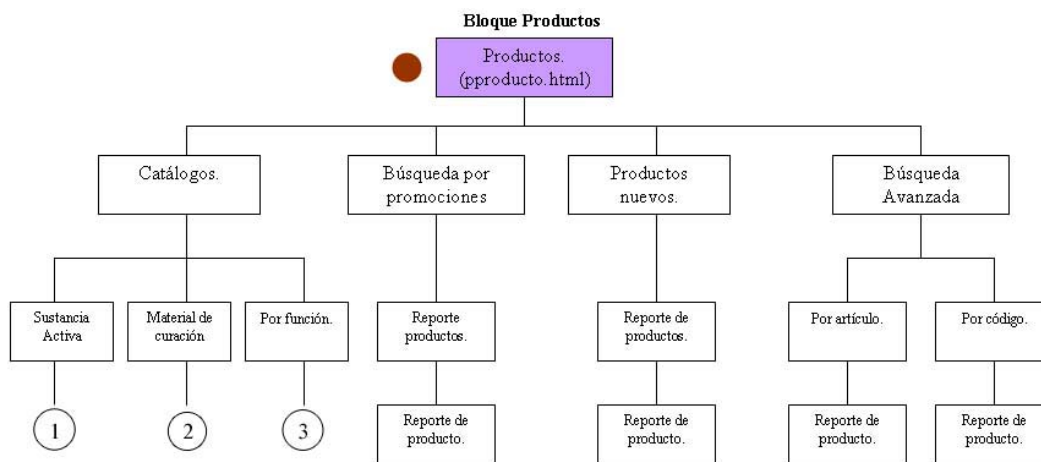 Bloque Productos
Productos.
(pproducto.html)
Catálogos.
Búsqueda por
promociones
Productos
nuevos.
Búsqueda
Avanzada
Sustancia
Activa
Material de
curación
Por función.
Reporte
productos.
Reporte de
productos.
Por artículo.
Por código.
1
2
3
Reporte de
producto.
Reporte de
producto.
Reporte de
producto.
Reporte de
producto.